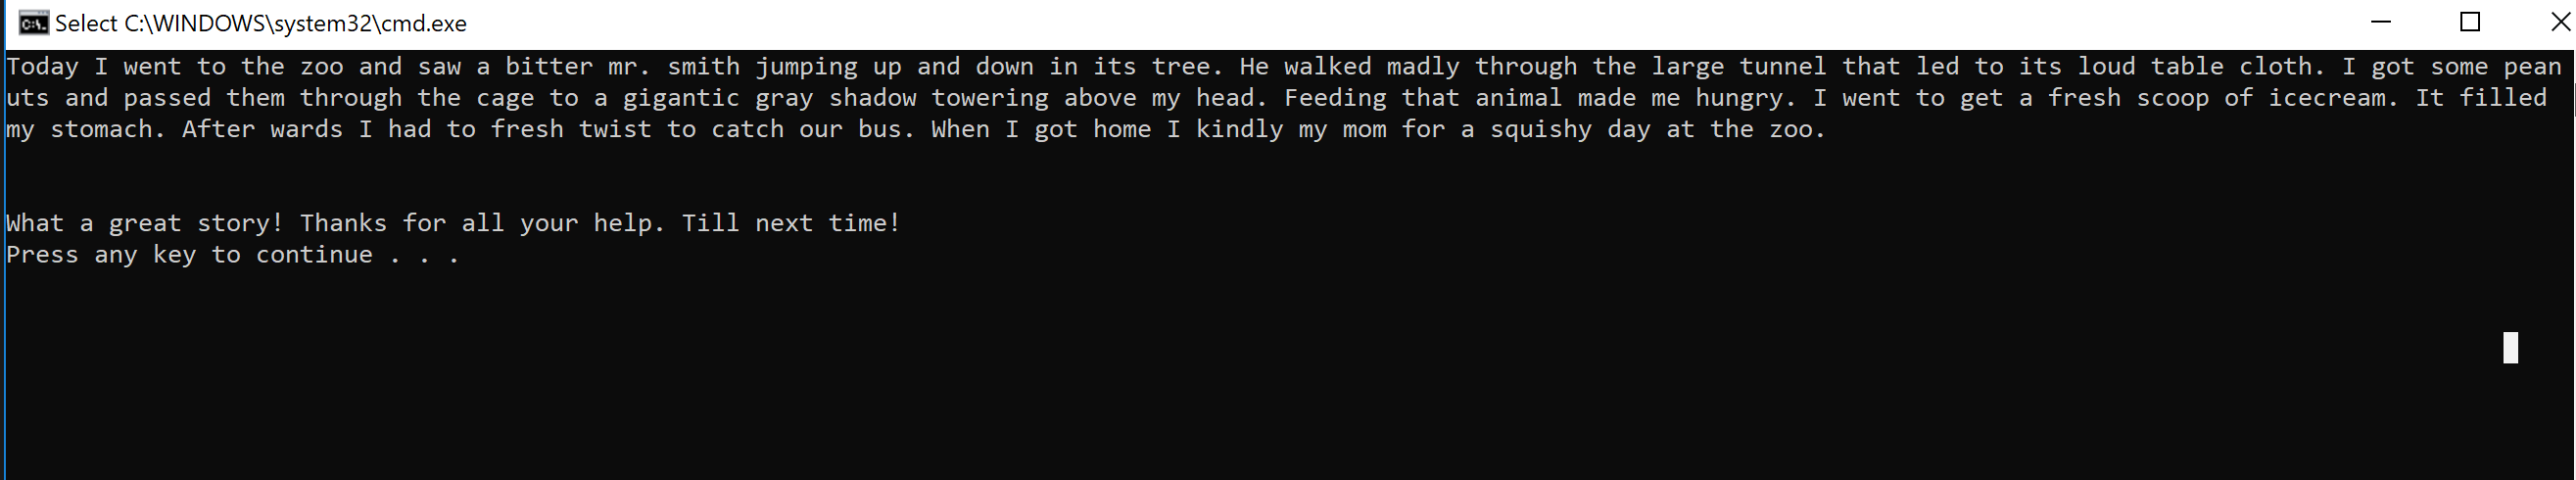 Select C:\WINDOWS\system32\cmd.exe
Today I went to the zoo and saw a bitter mr. smith jumping up and down in its tree. He walked madly through the large tunnel that led to its loud table cloth. I got some pean
uts and passed them through the cage to a gigantic gray shadow towering above my head. Feeding that animal made me hungry. I went to get a fresh scoop of icecream. It filled
my stomach. After wards I had to fresh twist to catch our bus. When I got home I kindly my mom for a squishy day at the zoo.
What a great story! Thanks for all your help. Till next time!
Press any key to continue . . .